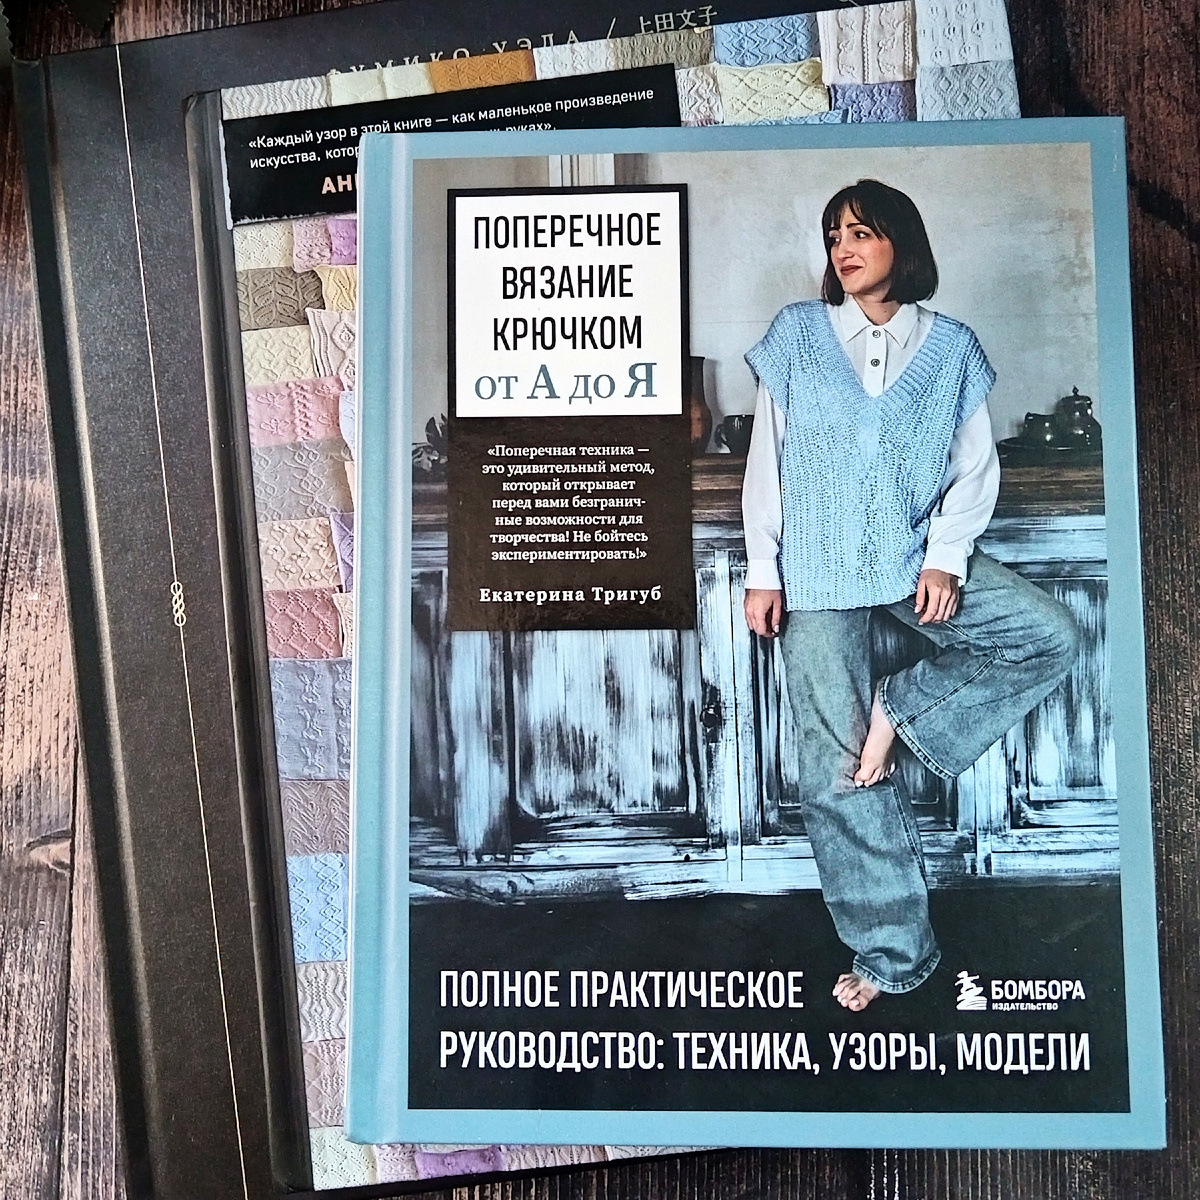 ФУМИКО УЭДА / 上田文子
«Каждый узор в этой книге — как маленькое произведение
искусства, руках».
ПОПЕРЕЧНОЕ
ВЯЗАНИЕ
КРЮЧКОМ
от А до Я
«Поперечная техника —
это удивительный метод,
который открывает
перед вами безгранич-
ные возможности для
творчества! Не бойтесь
экспериментировать!»
Екатерина Тригуб
ПОЛНОЕ ПРАКТИЧЕСКОЕ
РУКОВОДСТВО: ТЕХНИКА, УЗОРЫ, МОДЕЛИ
БОМБОРА
ИЗДАТЕЛЬСТВО